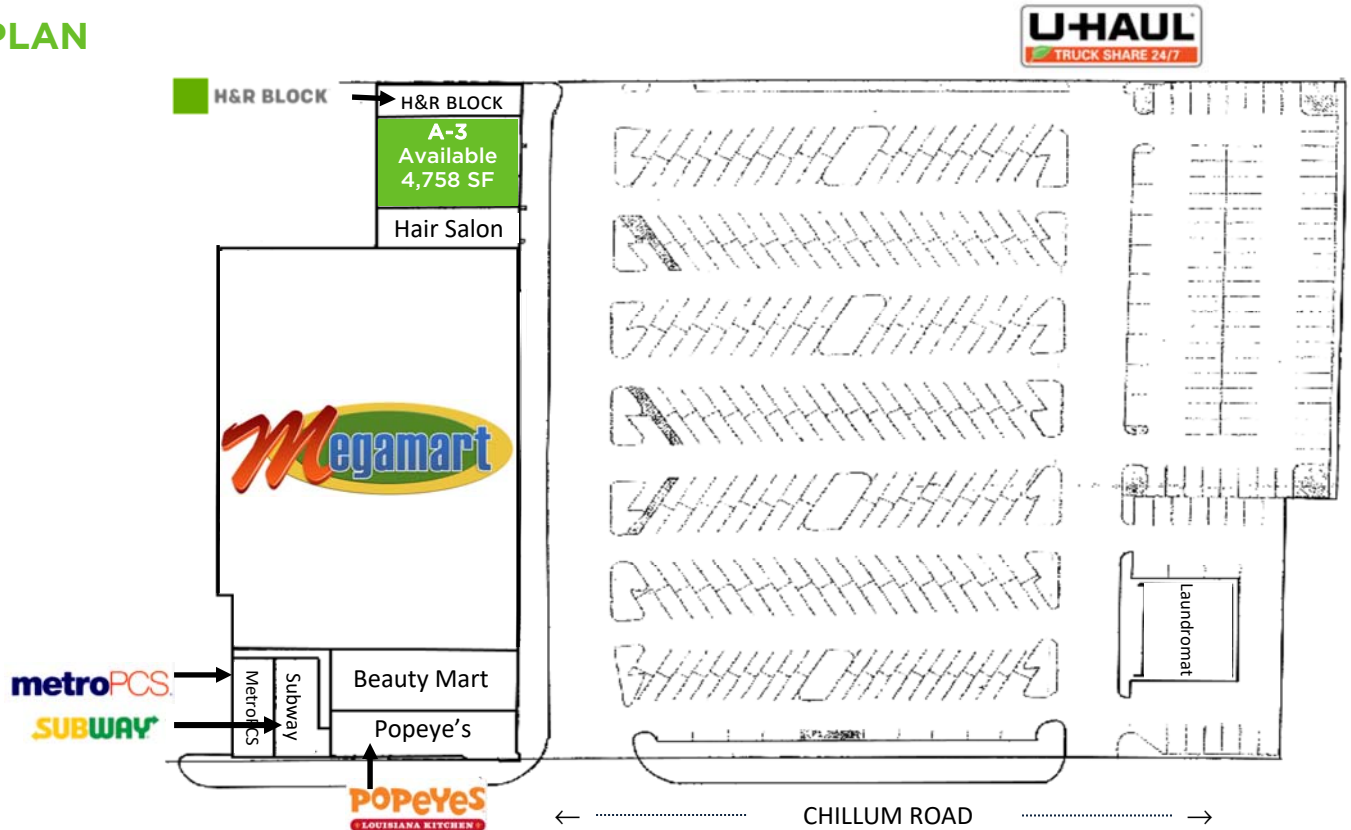 PLAN
U-HAUL
TRUCK SHARE 24/7
H&R BLOCK
H&R BLOCK
A-3
Available
4,758 SF
Hair Salon
Megamart
metroPCS.
SUBWAY
MetroPCS
Subway
Beauty Mart
Popeye's
Laundromat
POPEYES
LOUISIANA KITCHEN
← CHILLUM ROAD →